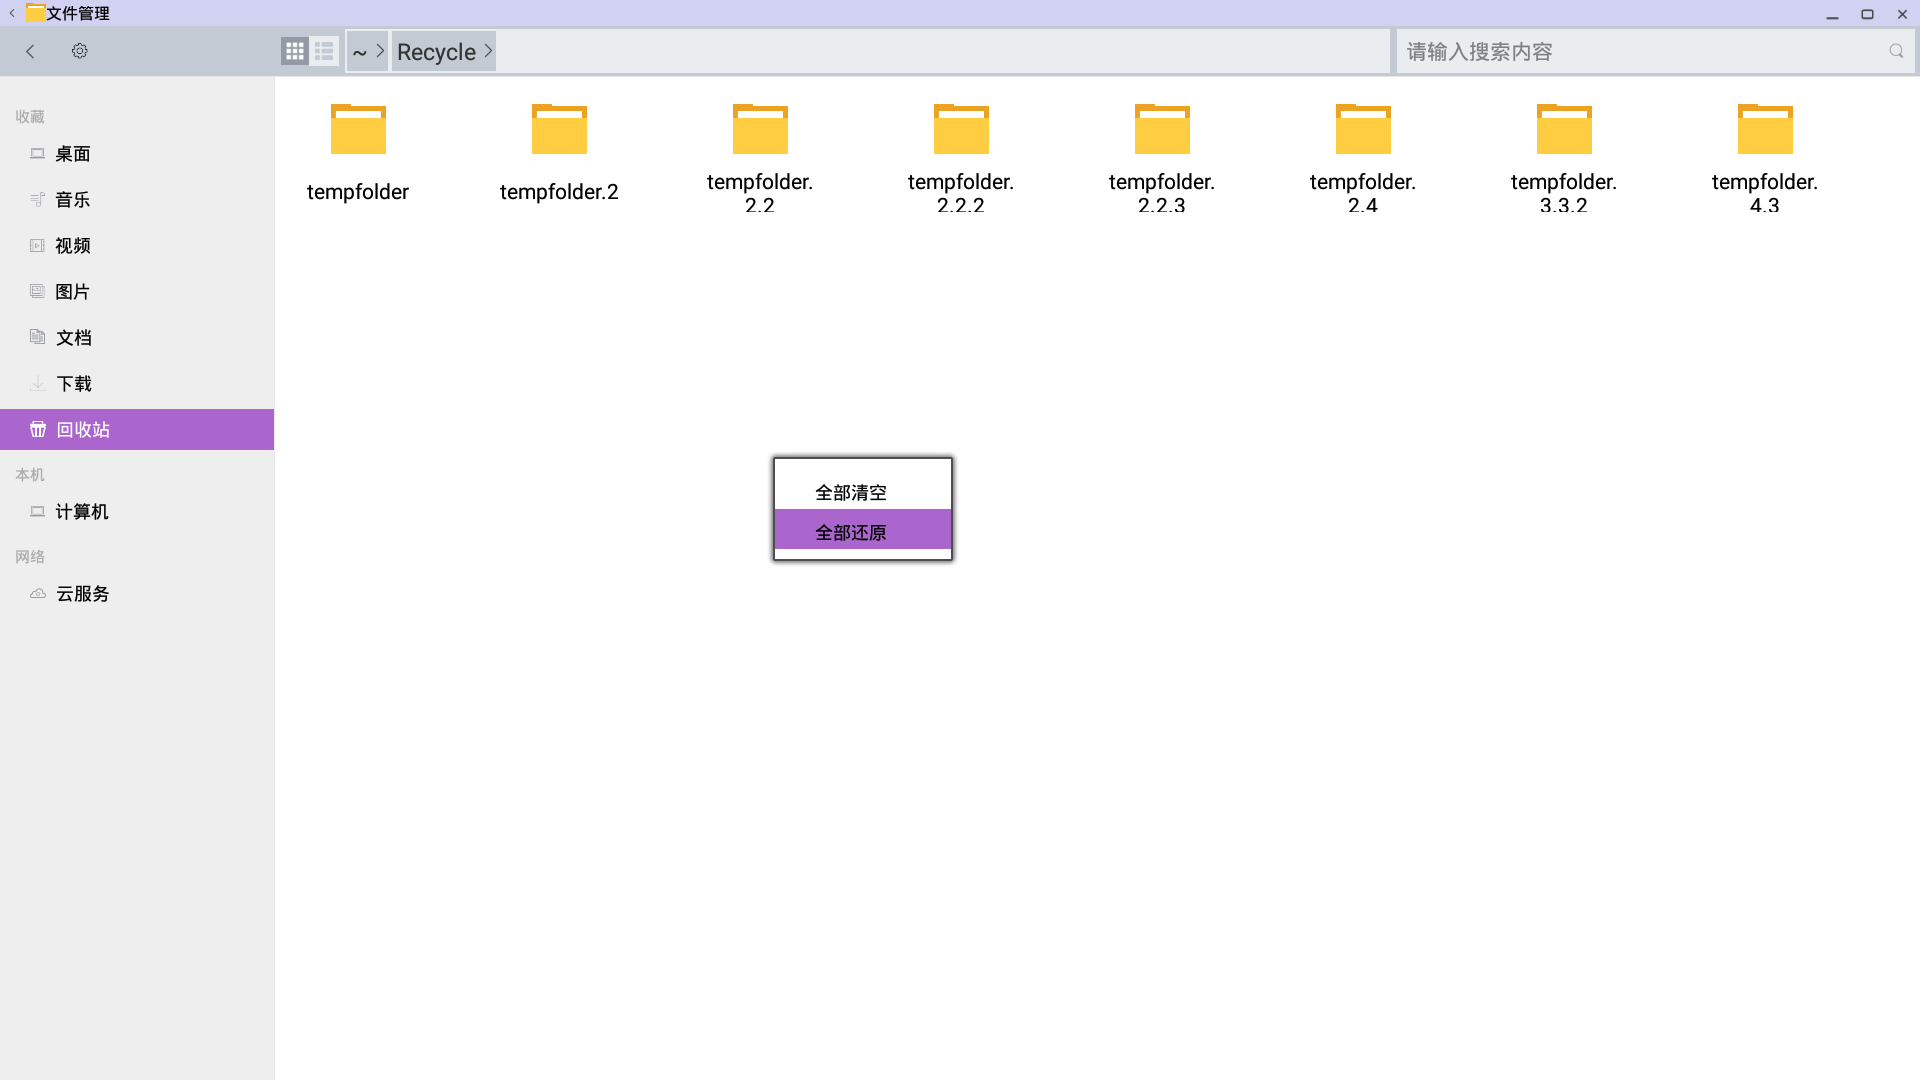 文件管理
~
Recycle
请输入搜索内容
收藏
桌面
音乐
视频
图片
文档
下载
回收站
本机
计算机
网络
云服务
tempfolder
tempfolder.2
tempfolder.
2.2
tempfolder.
2.2.2
tempfolder.
2.2.3
tempfolder.
2.4
tempfolder.
3.3.2
tempfolder.
4.3
全部清空
全部还原